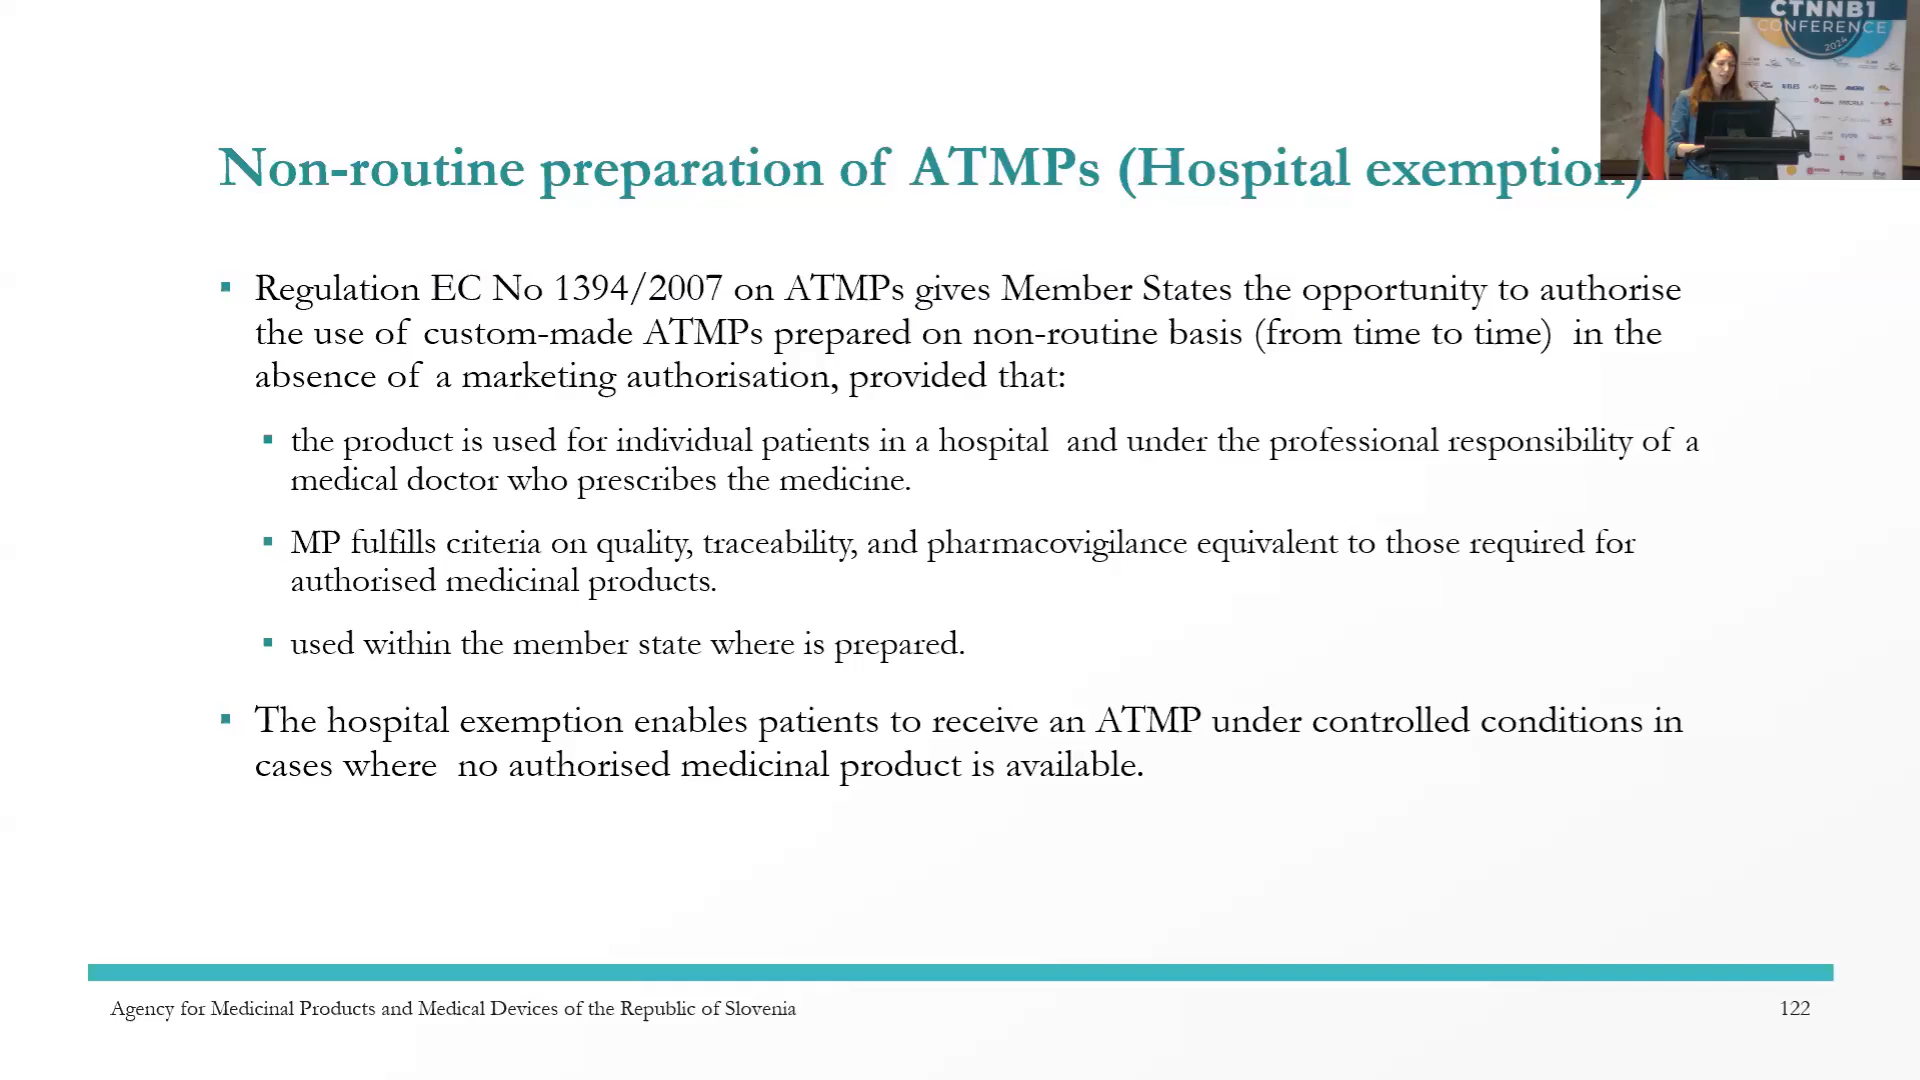 CTNNB1
CONFERENCE
2024
Non-routine preparation of ATMPs (Hospital exemption)
▪ Regulation EC No 1394/2007 on ATMPs gives Member States the opportunity to authorise
the use of custom-made ATMPs prepared on non-routine basis (from time to time) in the
absence of a marketing authorisation, provided that:
▪ the product is used for individual patients in a hospital and under the professional responsibility of a
medical doctor who prescribes the medicine.
▪ MP fulfills criteria on quality, traceability, and pharmacovigilance equivalent to those required for
authorised medicinal products.
▪ used within the member state where is prepared.
▪ The hospital exemption enables patients to receive an ATMP under controlled conditions in
cases where no authorised medicinal product is available.
Agency for Medicinal Products and Medical Devices of the Republic of Slovenia
122